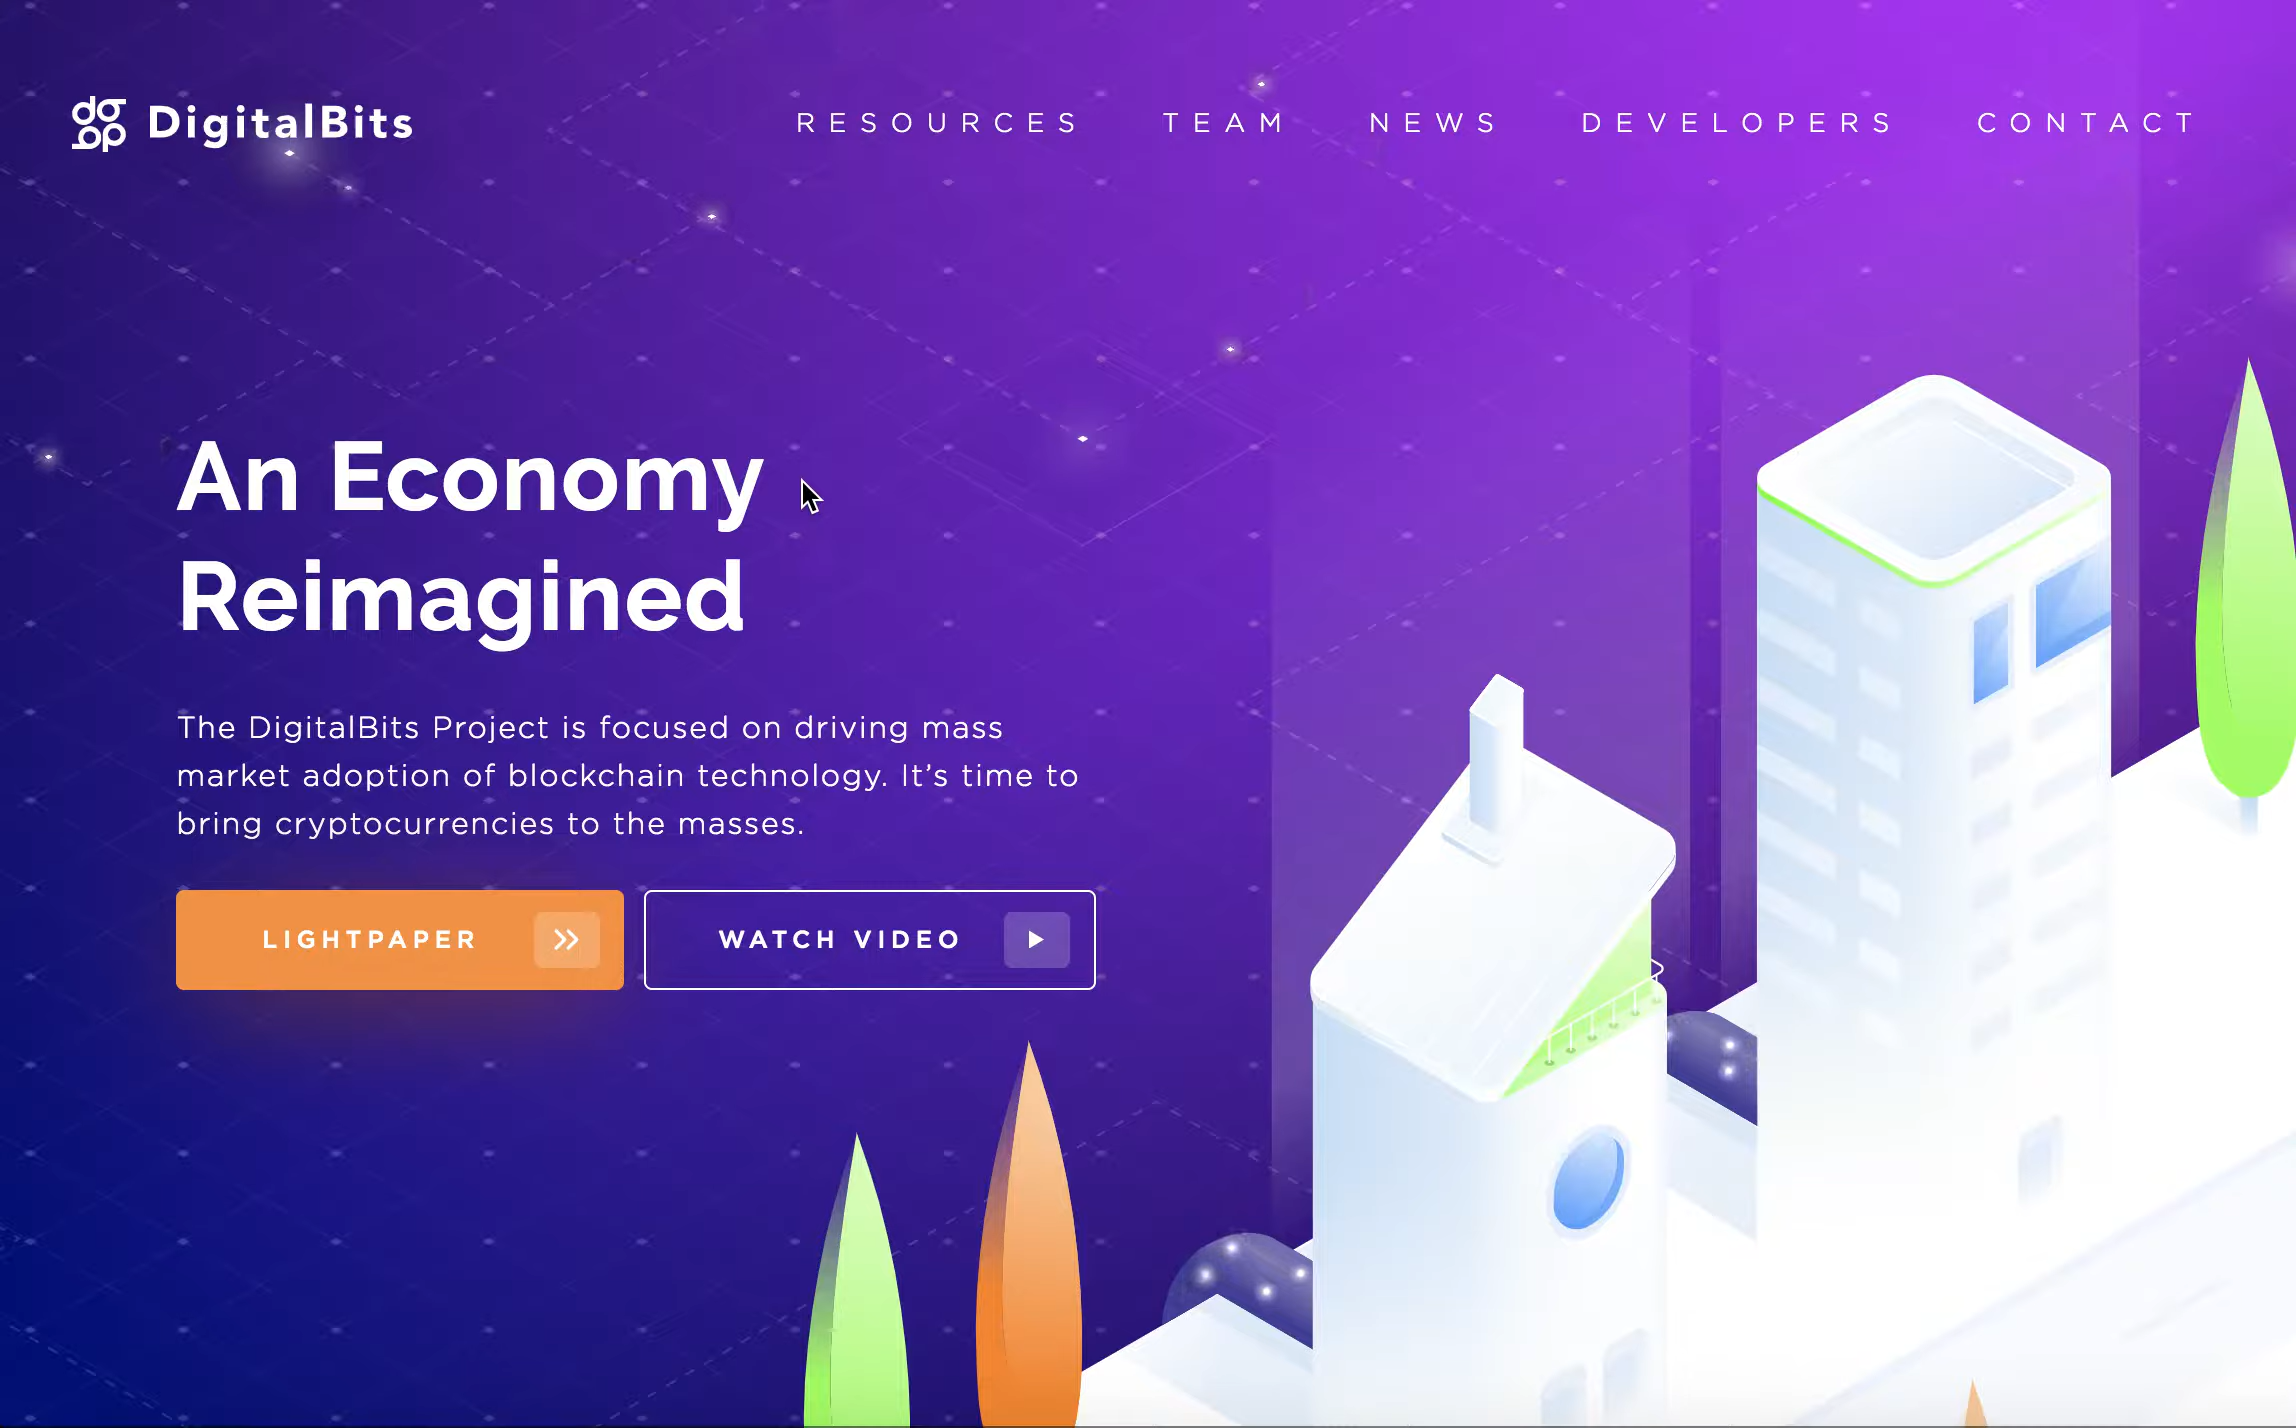 DigitalBits
RESOURCES TEAM NEWS DEVELOPERS CONTACT
An Economy
Reimagined
The DigitalBits Project is focused on driving mass
market adoption of blockchain technology. It’s time to
bring cryptocurrencies to the masses.
LIGHTPAPER WATCH VIDEO